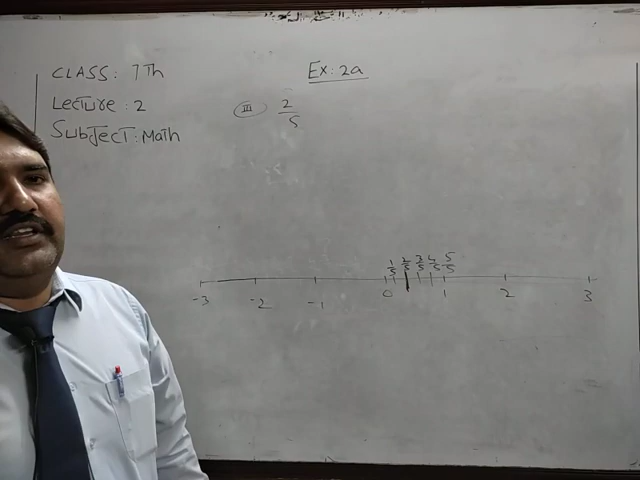 CLASS: 7Th
Ex: 2a
Lecture: 2
III 2/5
Subject: Math
1/5 2/5 3/5 4/5 5/5
-3 -2 -1 0 1 2 3